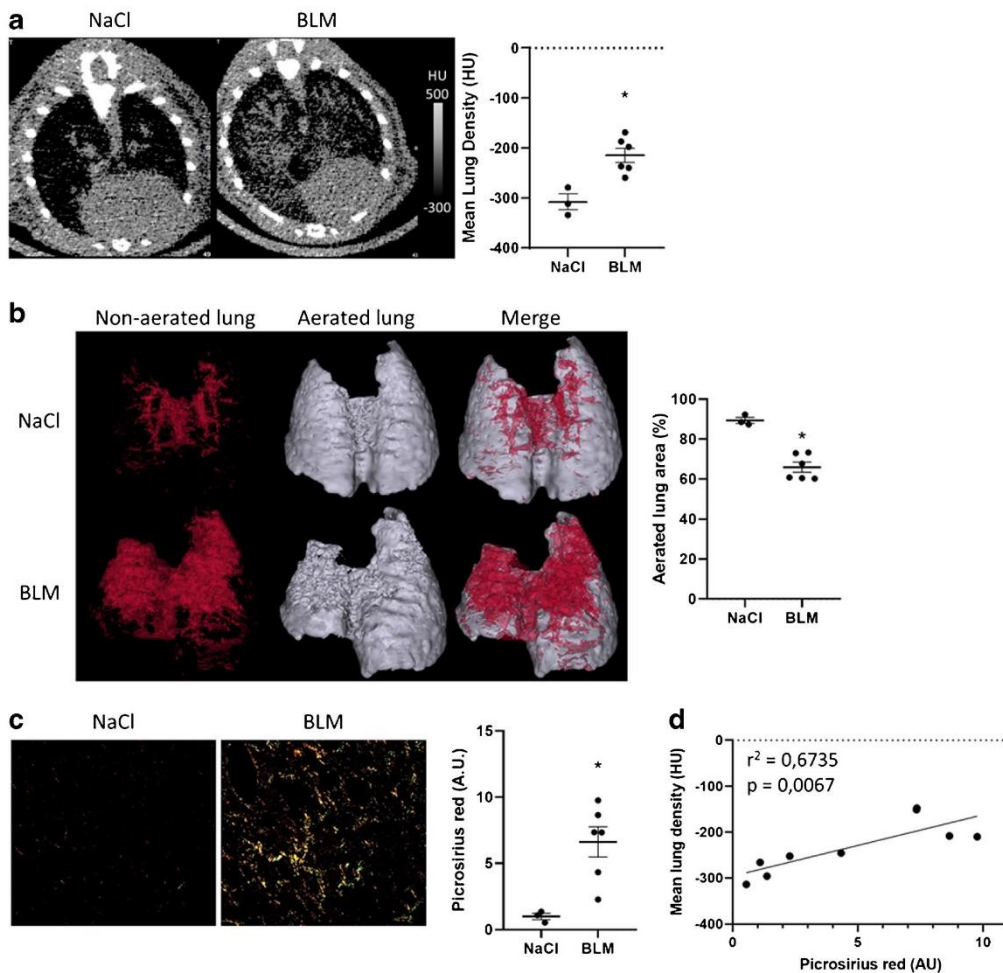 a
NaCl
BLM
HU
500
-300
Mean Lung Density (HU)
0
-100
-200
-300
-400
*
NaCl
BLM
b
Non-aerated lung
Aerated lung
Merge
NaCl
BLM
Aerated lung area (%)
100
80
60
40
20
0
*
NaCl
BLM
c
NaCl
BLM
Picrosirius red (A.U.)
15
10
5
0
*
NaCl
BLM
d
r² = 0,6735
p = 0,0067
Mean lung density (HU)
0
-100
-200
-300
-400
0
5
10
Picrosirius red (AU)